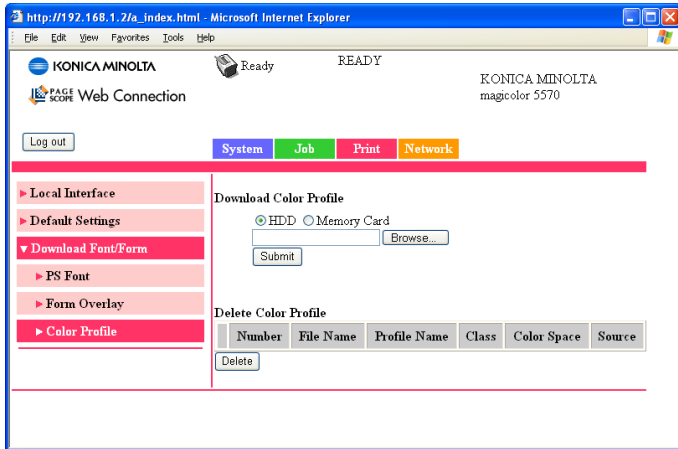 http://192.168.1.2/a_index.html - Microsoft Internet Explorer
File Edit View Favorites Tools Help
KONICA MINOLTA
PAGE SCOPE Web Connection
Ready
READY
KONICA MINOLTA
magicolor 5570
Log out
System Job Print Network
Local Interface
Default Settings
Download Font/Form
PS Font
Form Overlay
Color Profile
Download Color Profile
HDD Memory Card
Browse...
Submit
Delete Color Profile
Number File Name Profile Name Class Color Space Source
Delete